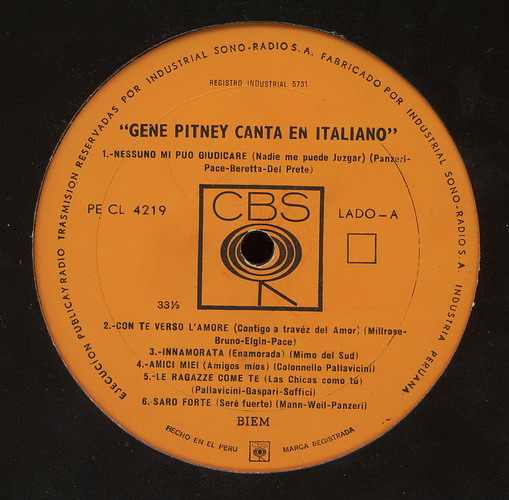 EJECUCION PUBLICA Y RADIO TRASMISION RESERVADAS POR INDUSTRIAL SONO-RADIO S. A. FABRICADO POR INDUSTRIAL SONO-RADIO S. A. INDUSTRIA PERUANA
REGISTRO INDUSTRIAL 5731
"GENE PITNEY CANTA EN ITALIANO"
1.-NESSUNO MI PUO GIUDICARE (Nadie me puede Juzgar) (Panzeri-
Pace-Beretta-Del Prete)
PE CL 4219
CBS
LADO-A
33⅓
2.-CON TE VERSO L'AMORE (Contigo a travéz del Amor) (Millrose-
Bruno-Elgin-Pace)
3.-INNAMORATA (Enamorada) (Mimo del Sud)
4.-AMICI MIEI (Amigos míos) (Colonnello Pallavicini)
5.-LE RAGAZZE COME TE (Las Chicas como tú)
(Pallavicini-Gaspari-Soffici)
6.-SARO FORTE (Seré fuerte) (Mann-Weil-Panzeri)
BIEM
HECHO EN EL PERU
CBS
MARCA REGISTRADA